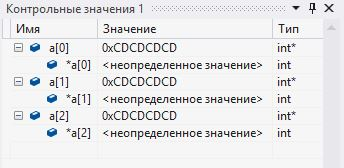 Контрольные значения 1
Имя Значение Тип
a[0] 0xCDCDCDCD int*
*a[0] <неопределенное значение> int
a[1] 0xCDCDCDCD int*
*a[1] <неопределенное значение> int
a[2] 0xCDCDCDCD int*
*a[2] <неопределенное значение> int